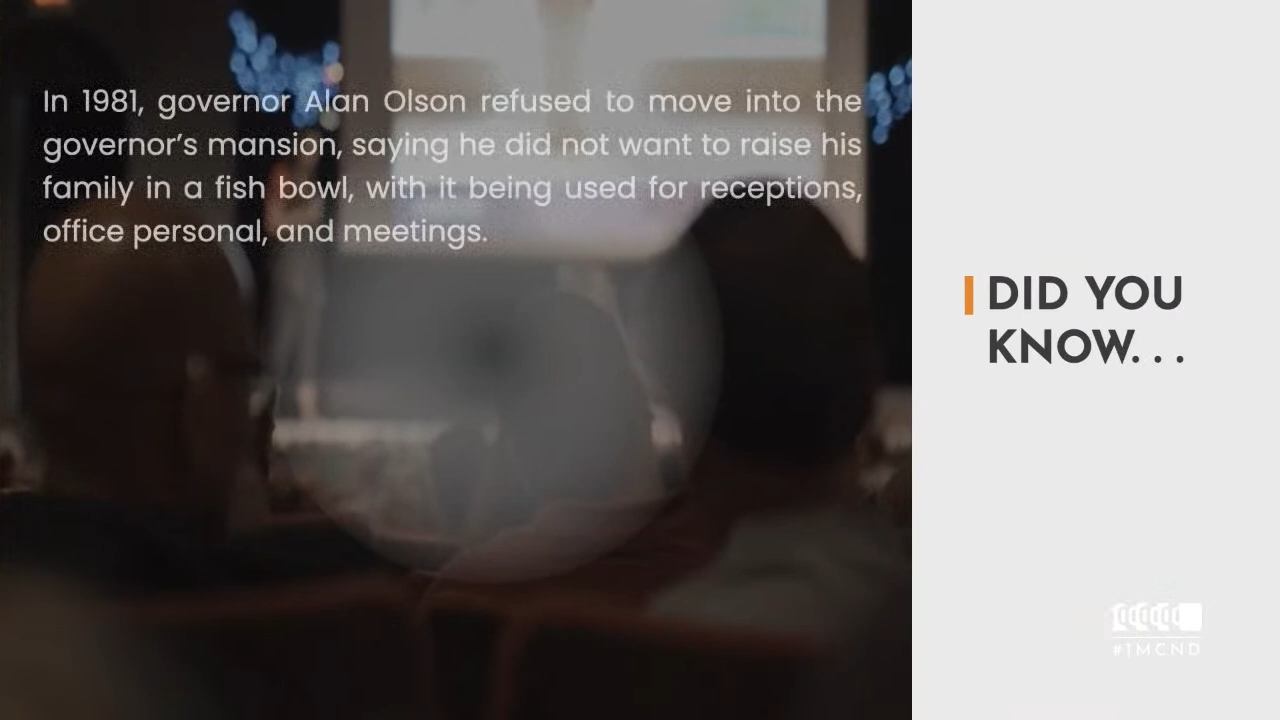 In 1981, governor Alan Olson refused to move into the
governor’s mansion, saying he did not want to raise his
family in a fish bowl, with it being used for receptions,
office personal, and meetings.
DID YOU
KNOW. . .
#1MCND